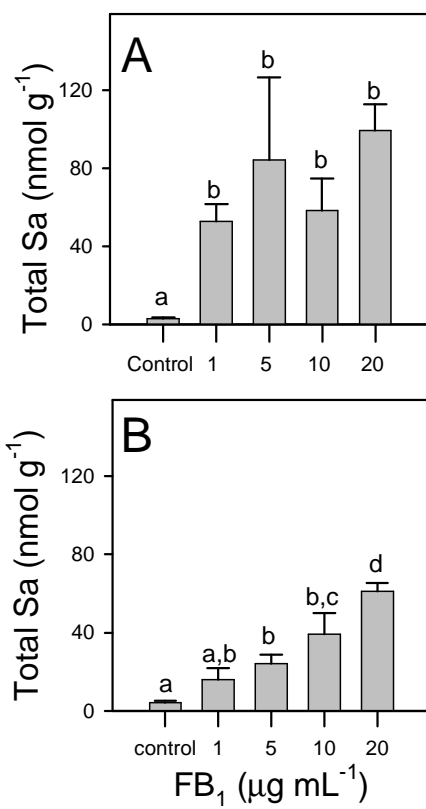 A
Total Sa (nmol g⁻¹)
120
80
40
0
a
b
b
b
b
Control 1 5 10 20
B
Total Sa (nmol g⁻¹)
120
80
40
0
a
a,b
b
b,c
d
control 1 5 10 20
FB₁ (μg mL⁻¹)